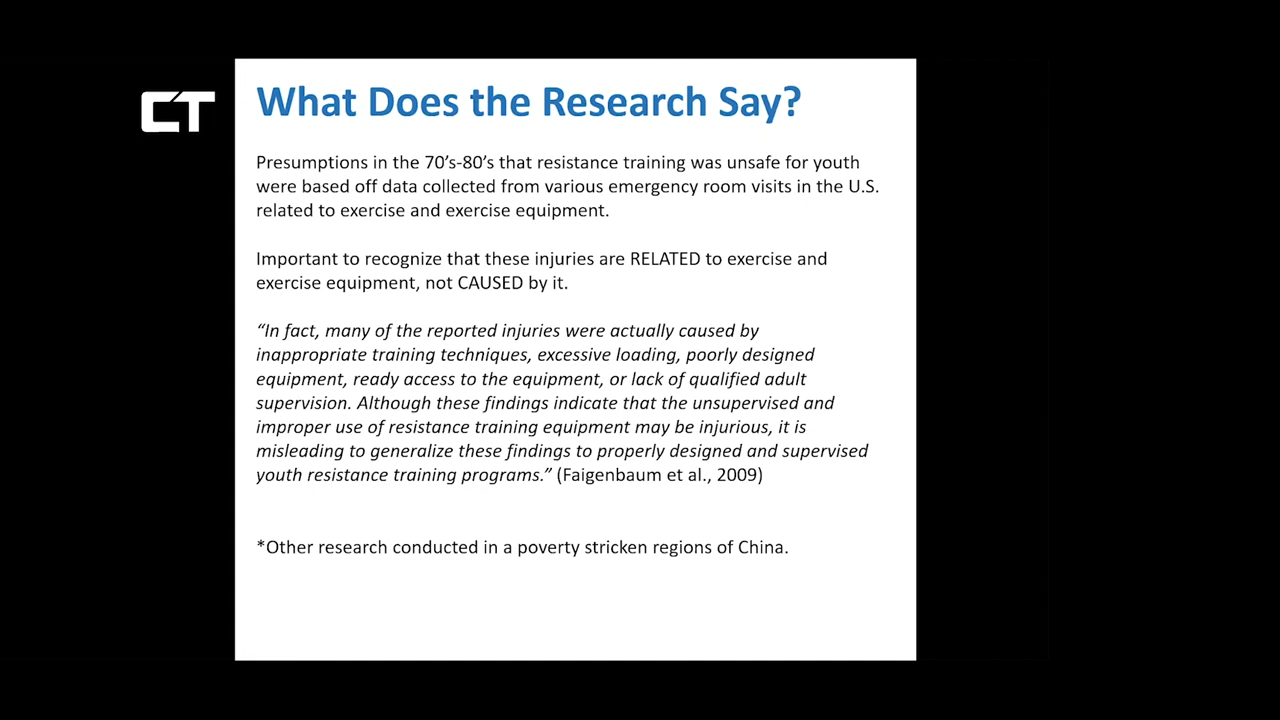 CT
What Does the Research Say?
Presumptions in the 70’s-80’s that resistance training was unsafe for youth
were based off data collected from various emergency room visits in the U.S.
related to exercise and exercise equipment.
Important to recognize that these injuries are RELATED to exercise and
exercise equipment, not CAUSED by it.
“In fact, many of the reported injuries were actually caused by
inappropriate training techniques, excessive loading, poorly designed
equipment, ready access to the equipment, or lack of qualified adult
supervision. Although these findings indicate that the unsupervised and
improper use of resistance training equipment may be injurious, it is
misleading to generalize these findings to properly designed and supervised
youth resistance training programs.” (Faigenbaum et al., 2009)
*Other research conducted in a poverty stricken regions of China.